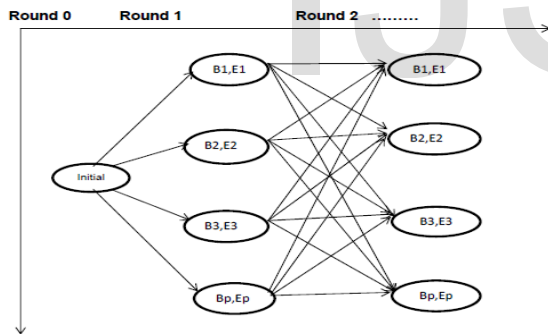 Round 0 Round 1 Round 2 .........
B1,E1 B1,E1
B2,E2 B2,E2
Initial
B3,E3 B3,E3
Bp,Ep Bp,Ep